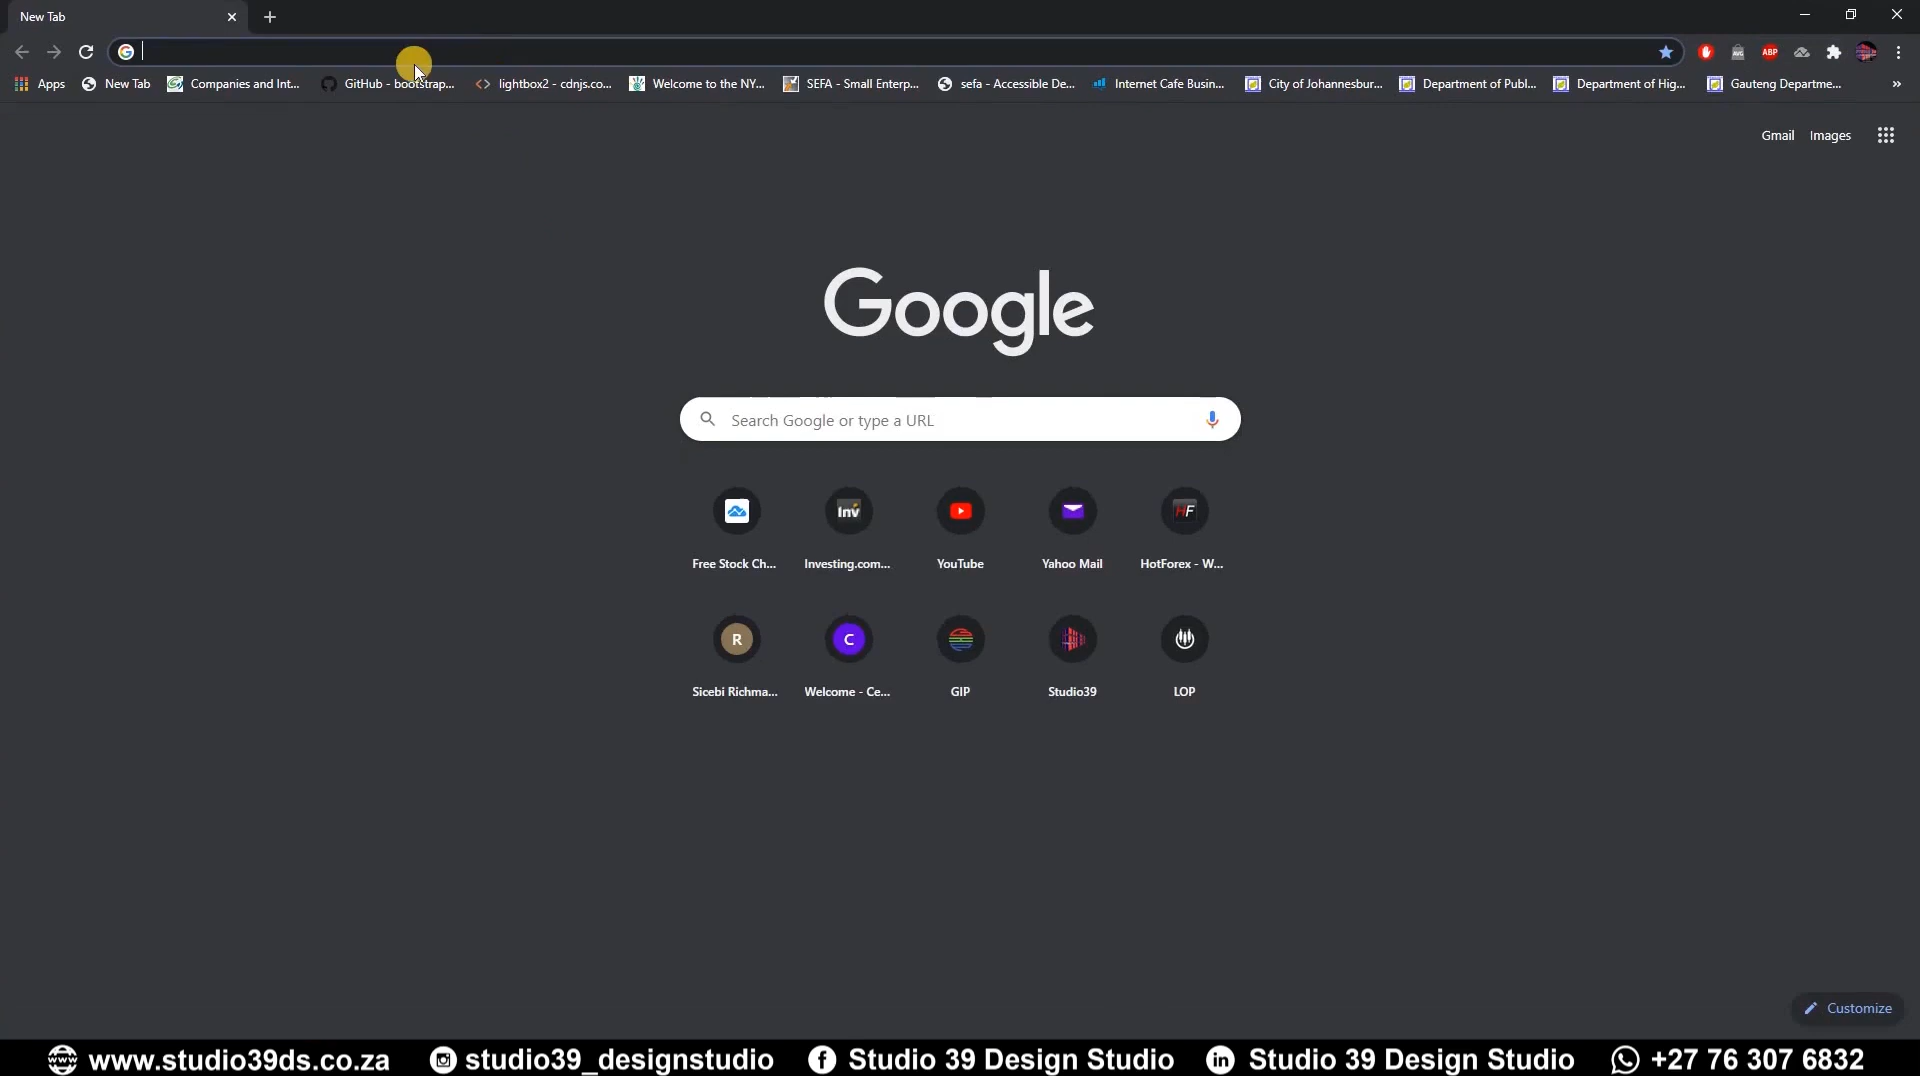 New Tab
Apps New Tab Companies and Int... GitHub - bootstrap... lightbox2 - cdnjs.co... Welcome to the NY... SEFA - Small Enterp... sefa - Accessible De... Internet Cafe Busin... City of Johannesbur... Department of Publ... Department of Hig... Gauteng Departme...
Gmail Images
Google
Search Google or type a URL
Inv HF
Free Stock Ch... Investing.com... YouTube Yahoo Mail HotForex - W...
R C
Sicebi Richma... Welcome - Ce... GIP Studio39 LOP
Customize
www.studio39ds.co.za studio39_designstudio Studio 39 Design Studio Studio 39 Design Studio +27 76 307 6832